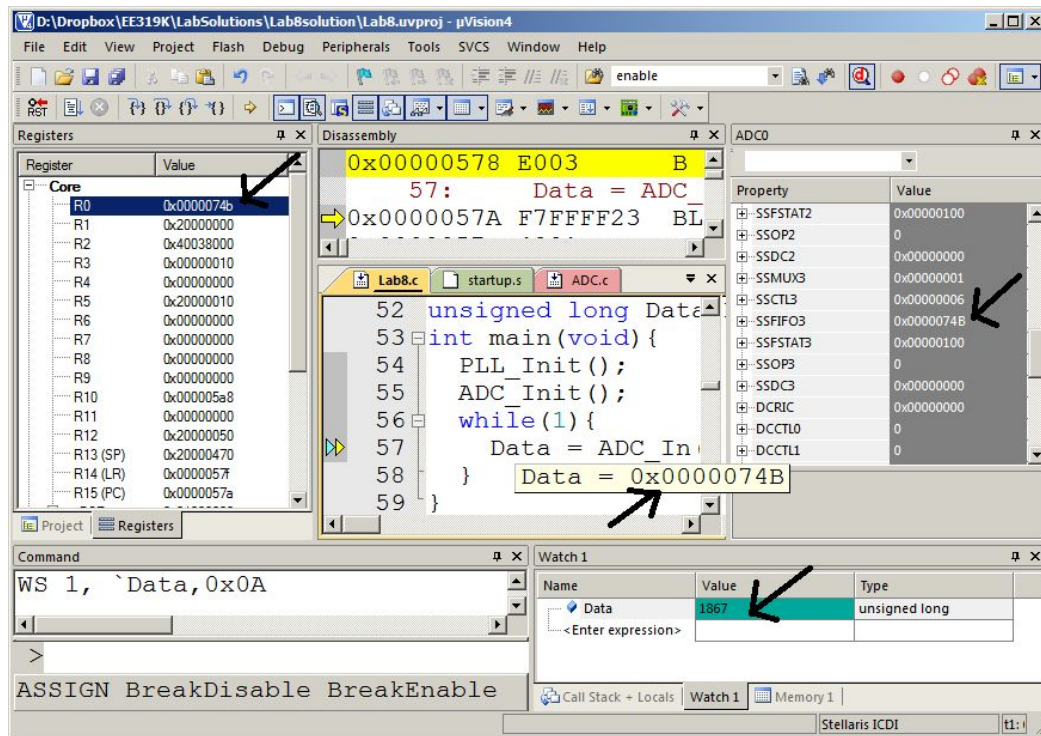 D:\Dropbox\EE319K\LabSolutions\Lab8solution\Lab8.uvproj - µVision4
File Edit View Project Flash Debug Peripherals Tools SVCS Window Help
enable
RST
Registers
Register Value
Core
R0 0x0000074b
R1 0x20000000
R2 0x40038000
R3 0x00000010
R4 0x00000000
R5 0x20000010
R6 0x00000000
R7 0x00000000
R8 0x00000000
R9 0x00000000
R10 0x000005a8
R11 0x00000000
R12 0x20000050
R13 (SP) 0x20000470
R14 (LR) 0x0000057f
R15 (PC) 0x0000057a
Project Registers
Disassembly
0x00000578 E003 B
57: Data = ADC_
0x0000057A F7FFFF23 BL
Lab8.c startup.s ADC.c
52 unsigned long Data
53 int main(void){
54 PLL_Init();
55 ADC_Init();
56 while(1){
57 Data = ADC_In(
58 }
Data = 0x0000074B
59 }
ADC0
Property Value
SSFSTAT2 0x00000100
SSOP2 0
SSDC2 0x00000000
SSMUX3 0x00000001
SSCTL3 0x00000006
SSFIFO3 0x0000074B
SSFSTAT3 0x00000100
SSOP3 0
SSDC3 0x00000000
DCRIC 0x00000000
DCCTL0 0
DCCTL1 0
Command
WS 1, `Data,0x0A
>
ASSIGN BreakDisable BreakEnable
Watch 1
Name Value Type
Data 1867 unsigned long
<Enter expression>
Call Stack + Locals Watch 1 Memory 1
Stellaris ICDI t1: